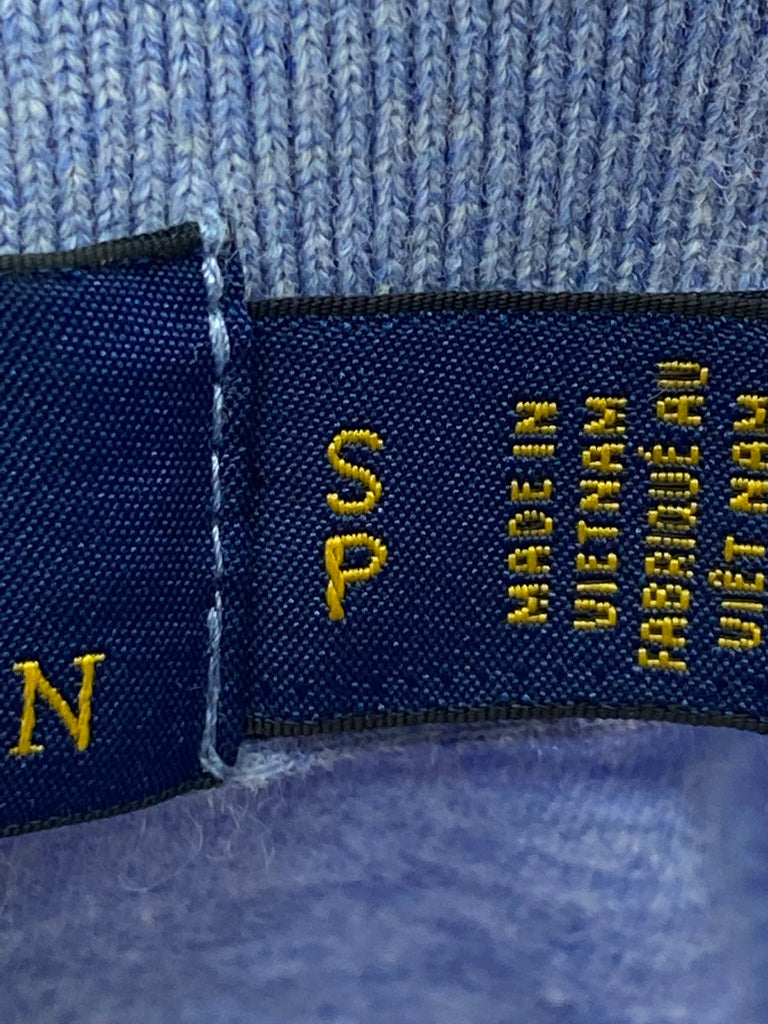 N
S
P
MADE IN
VIETNAM
FABRIQUÉ AU
VIÊT NAM